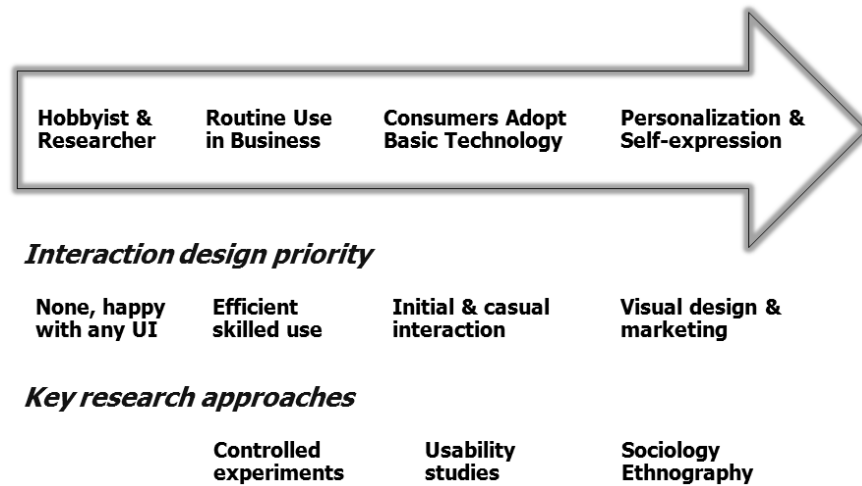 Hobbyist & Researcher
Routine Use in Business
Consumers Adopt Basic Technology
Personalization & Self-expression
Interaction design priority
None, happy with any UI
Efficient skilled use
Initial & casual interaction
Visual design & marketing
Key research approaches
Controlled experiments
Usability studies
Sociology Ethnography